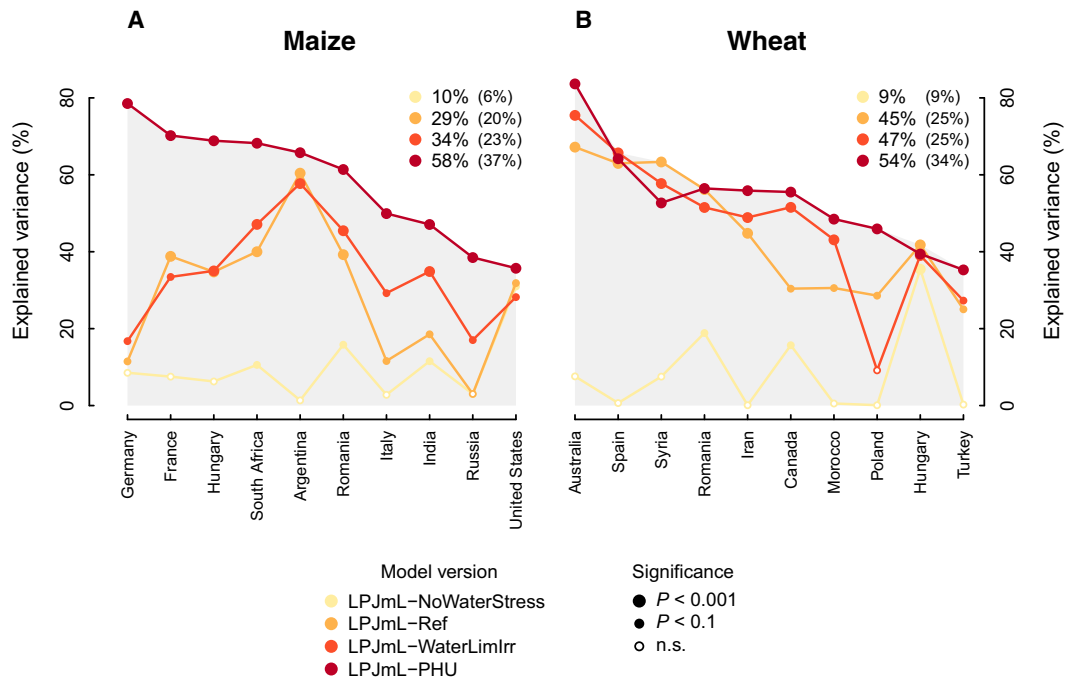 A
Maize
B
Wheat
Explained variance (%)
80
60
40
20
0
10% (6%)
29% (20%)
34% (23%)
58% (37%)
Germany
France
Hungary
South Africa
Argentina
Romania
Italy
India
Russia
United States
9% (9%)
45% (25%)
47% (25%)
54% (34%)
Australia
Spain
Syria
Romania
Iran
Canada
Morocco
Poland
Hungary
Turkey
80
60
40
20
0
Explained variance (%)
Model version
LPJmL−NoWaterStress
LPJmL−Ref
LPJmL−WaterLimIrr
LPJmL−PHU
Significance
P < 0.001
P < 0.1
n.s.